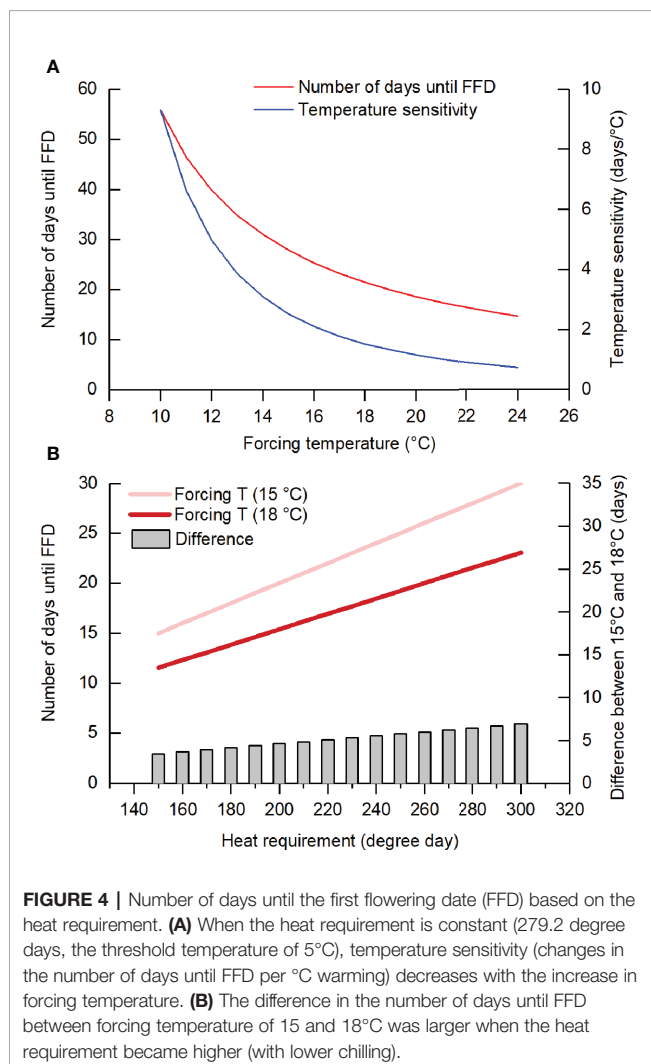 A
Number of days until FFD
Temperature sensitivity
60
50
40
30
20
10
0
Number of days until FFD
10
8
6
4
2
0
Temperature sensitivity (days/°C)
8 10 12 14 16 18 20 22 24 26
Forcing temperature (°C)
B
Forcing T (15 °C)
Forcing T (18 °C)
Difference
30
25
20
15
10
5
0
Number of days until FFD
35
30
25
20
15
10
5
0
Difference between 15°C and 18°C (days)
140 160 180 200 220 240 260 280 300 320
Heat requirement (degree day)
FIGURE 4 | Number of days until the first flowering date (FFD) based on the
heat requirement. (A) When the heat requirement is constant (279.2 degree
days, the threshold temperature of 5°C), temperature sensitivity (changes in
the number of days until FFD per °C warming) decreases with the increase in
forcing temperature. (B) The difference in the number of days until FFD
between forcing temperature of 15 and 18°C was larger when the heat
requirement became higher (with lower chilling).